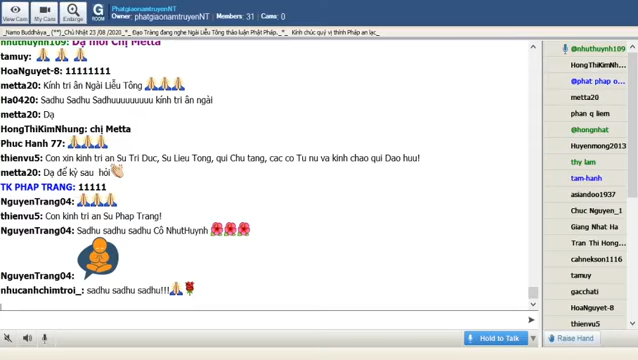 Phatgiaonamtruyen
Owner: phatgiaonamtruyenNT | Members: 31 | Cams: 0
View Cam
My Cam
Enlarge
G
ROOM
_Namo Buddhàya_ (_)Chủ Nhật 23 /08 /2020_* _Đạo Tràng đang nghe Ngài Liễu Tông thảo luận Phật Pháp._*_ Kính chúc quý vị thính Pháp an lạc_
nhuthuynh109: Dạ mời Chị Metta
tamuy:
HoaNguyet-8: 11111111
metta20: Kính tri ân Ngài Liễu Tông
Ha0420: Sadhu Sadhu Sadhuuuuuuuuu kính tri ân ngài
metta20: Dạ
HongThiKimNhung: chị Metta
Phuc Hanh 77:
thienvu5: Con xin kinh tri an Su Tri Duc, Su Lieu Tong, qui Chu tang, cac co Tu nu va kinh chao qui Dao huu!
metta20: Dạ để kỳ sau hỏi
TK PHAP TRANG: 11111
NguyenTrang04:
thienvu5: Con kinh tri an Su Phap Trang!
NguyenTrang04: Sadhu sadhu sadhu Cô NhutHuynh
NguyenTrang04:
nhucanhchimtroi_: sadhu sadhu sadhu!!!
Hold to Talk
@nhuthuynh109
HongThiKimNh
@phat phap o
metta20
phan q liem
@hongnhat
Huyenmong2013
thy lam
tam-hanh
asiandoo1937
Chuc Nguyen_1
Giang Nhat Ha
Tran Thi Hong
cahnekson1116
tamuy
gacchati
HoaNguyet-8
thienvu5
Raise Hand